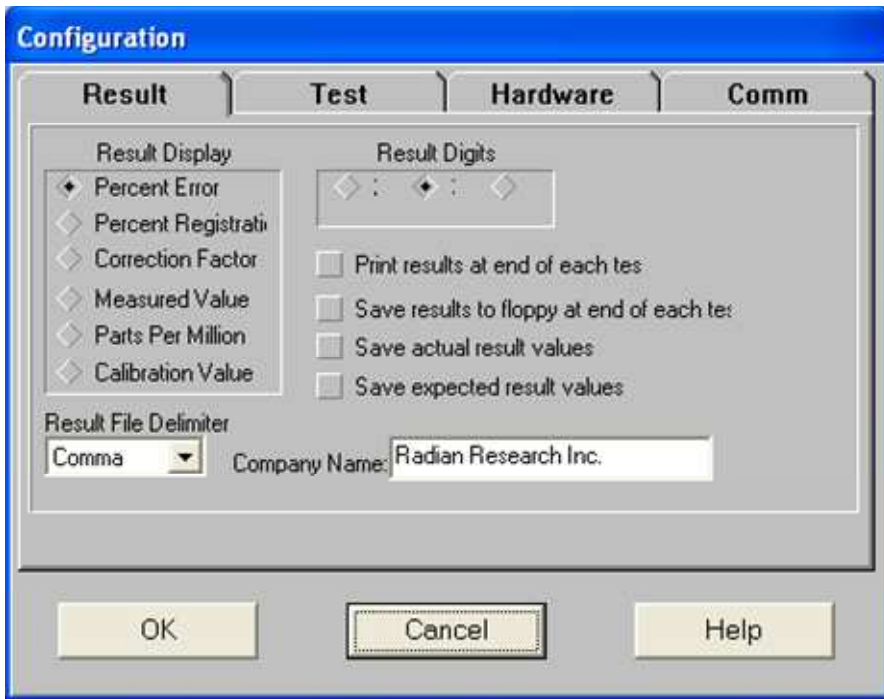 Configuration
Result Test Hardware Comm
Result Display
Percent Error
Percent Registrati
Correction Factor
Measured Value
Parts Per Million
Calibration Value
Result Digits
: :
Print results at end of each tes
Save results to floppy at end of each tes
Save actual result values
Save expected result values
Result File Delimiter
Comma
Company Name: Radian Research Inc.
OK Cancel Help